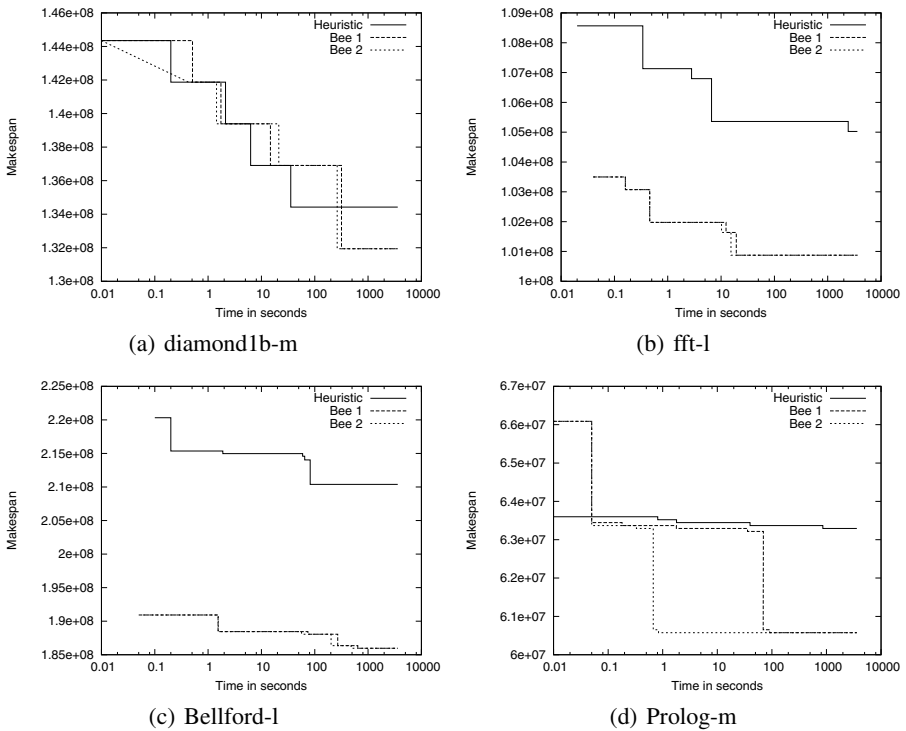 1.46e+08
1.44e+08
1.42e+08
1.4e+08
1.38e+08
1.36e+08
1.34e+08
1.32e+08
1.3e+08
Makespan
Heuristic
Bee 1
Bee 2
0.01 0.1 1 10 100 1000 10000
Time in seconds
(a) diamond1b-m
1.09e+08
1.08e+08
1.07e+08
1.06e+08
1.05e+08
1.04e+08
1.03e+08
1.02e+08
1.01e+08
1e+08
Makespan
Heuristic
Bee 1
Bee 2
0.01 0.1 1 10 100 1000 10000
Time in seconds
(b) fft-l
2.25e+08
2.2e+08
2.15e+08
2.1e+08
2.05e+08
2e+08
1.95e+08
1.9e+08
1.85e+08
Makespan
Heuristic
Bee 1
Bee 2
0.01 0.1 1 10 100 1000 10000
Time in seconds
(c) Bellford-l
6.7e+07
6.6e+07
6.5e+07
6.4e+07
6.3e+07
6.2e+07
6.1e+07
6e+07
Makespan
Heuristic
Bee 1
Bee 2
0.01 0.1 1 10 100 1000 10000
Time in seconds
(d) Prolog-m